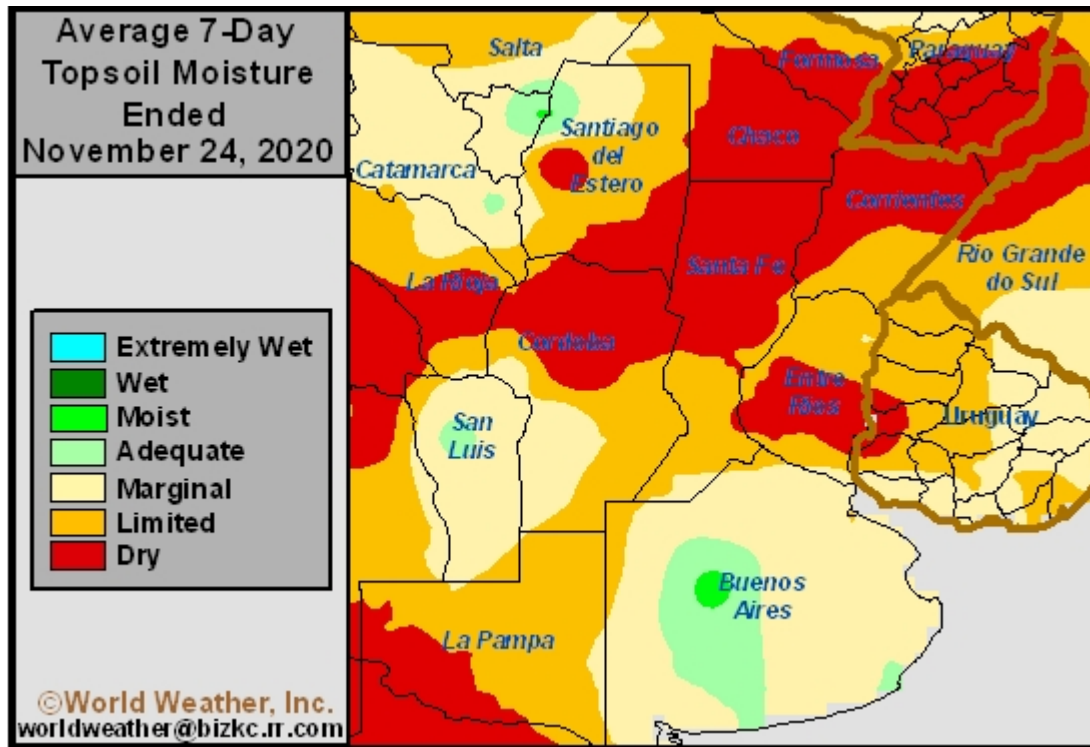 Average 7-Day
Topsoil Moisture
Ended
November 24, 2020
Extremely Wet
Wet
Moist
Adequate
Marginal
Limited
Dry
©World Weather, Inc.
worldweather@bizkc.rr.com
Salta
Formosa
Paraguay
Santiago
del
Estero
Chaco
Catamarca
Corrientes
La Rioja
Santa Fe
Rio Grande
do Sul
Cordoba
Entre
Rios
San
Luis
Uruguay
Buenos
Aires
La Pampa